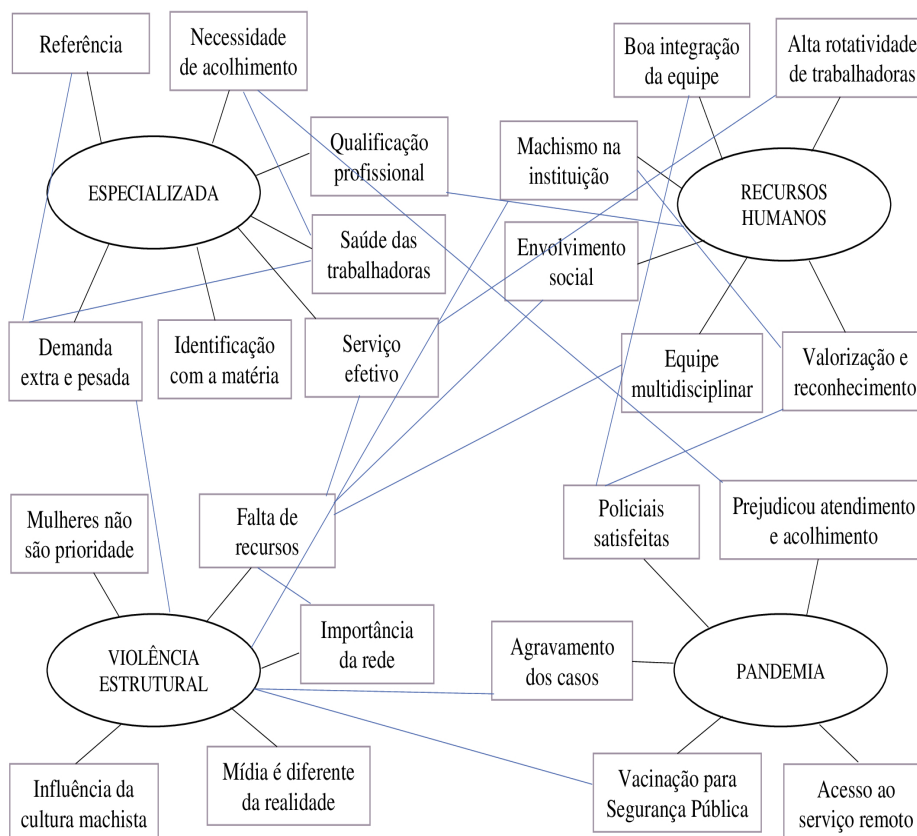 Referência
Necessidade
de acolhimento
Boa integração
da equipe
Alta rotatividade
de trabalhadoras
Qualificação
profissional
Machismo na
instituição
ESPECIALIZADA
RECURSOS
HUMANOS
Saúde das
trabalhadoras
Envolvimento
social
Demanda
extra e pesada
Identificação
com a matéria
Serviço
efetivo
Equipe
multidisciplinar
Valorização e
reconhecimento
Mulheres não
são prioridade
Falta de
recursos
Policiais
satisfeitas
Prejudicou atendimento
e acolhimento
VIOLÊNCIA
ESTRUTURAL
Importância
da rede
Agravamento
dos casos
PANDEMIA
Influência da
cultura machista
Mídia é diferente
da realidade
Vacinação para
Segurança Pública
Acesso ao
serviço remoto